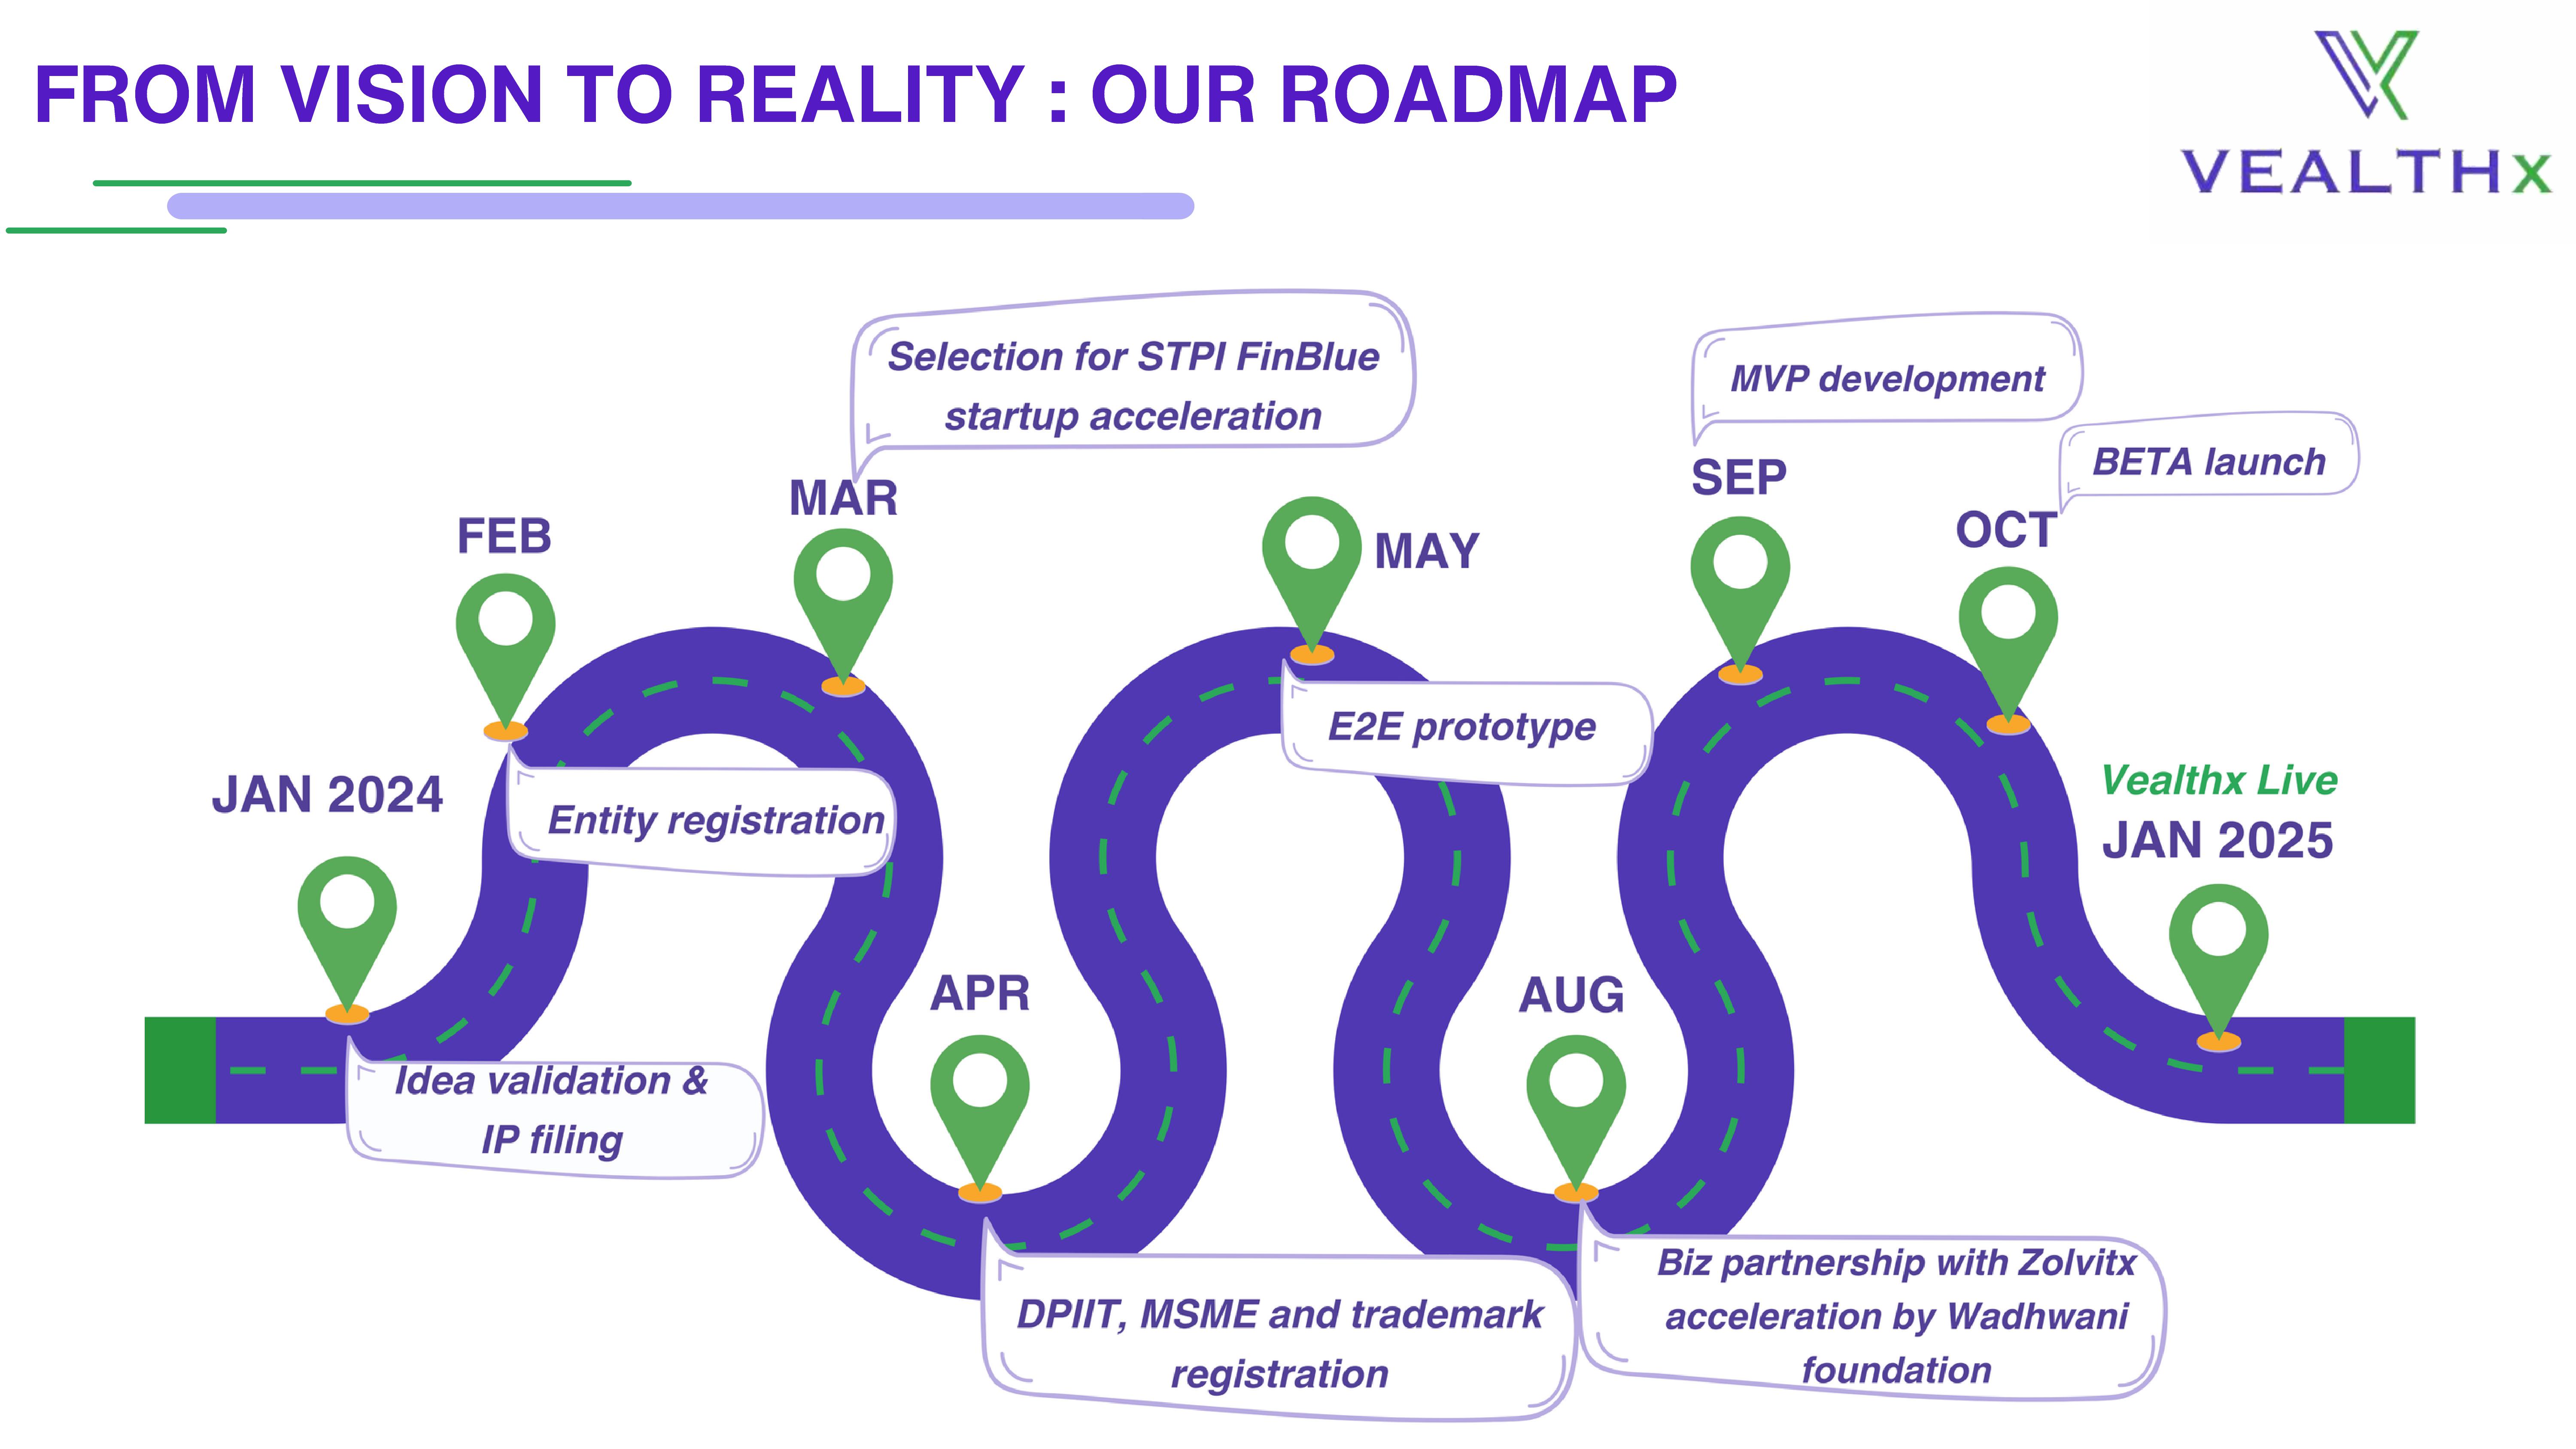 FROM VISION TO REALITY : OUR ROADMAP
VEALTHx
JAN 2024
Idea validation &
IP filing
FEB
Entity registration
MAR
Selection for STPI FinBlue
startup acceleration
APR
DPIIT, MSME and trademark
registration
MAY
E2E prototype
AUG
Biz partnership with Zolvitx
acceleration by Wadhwani
foundation
SEP
MVP development
OCT
BETA launch
Vealthx Live
JAN 2025